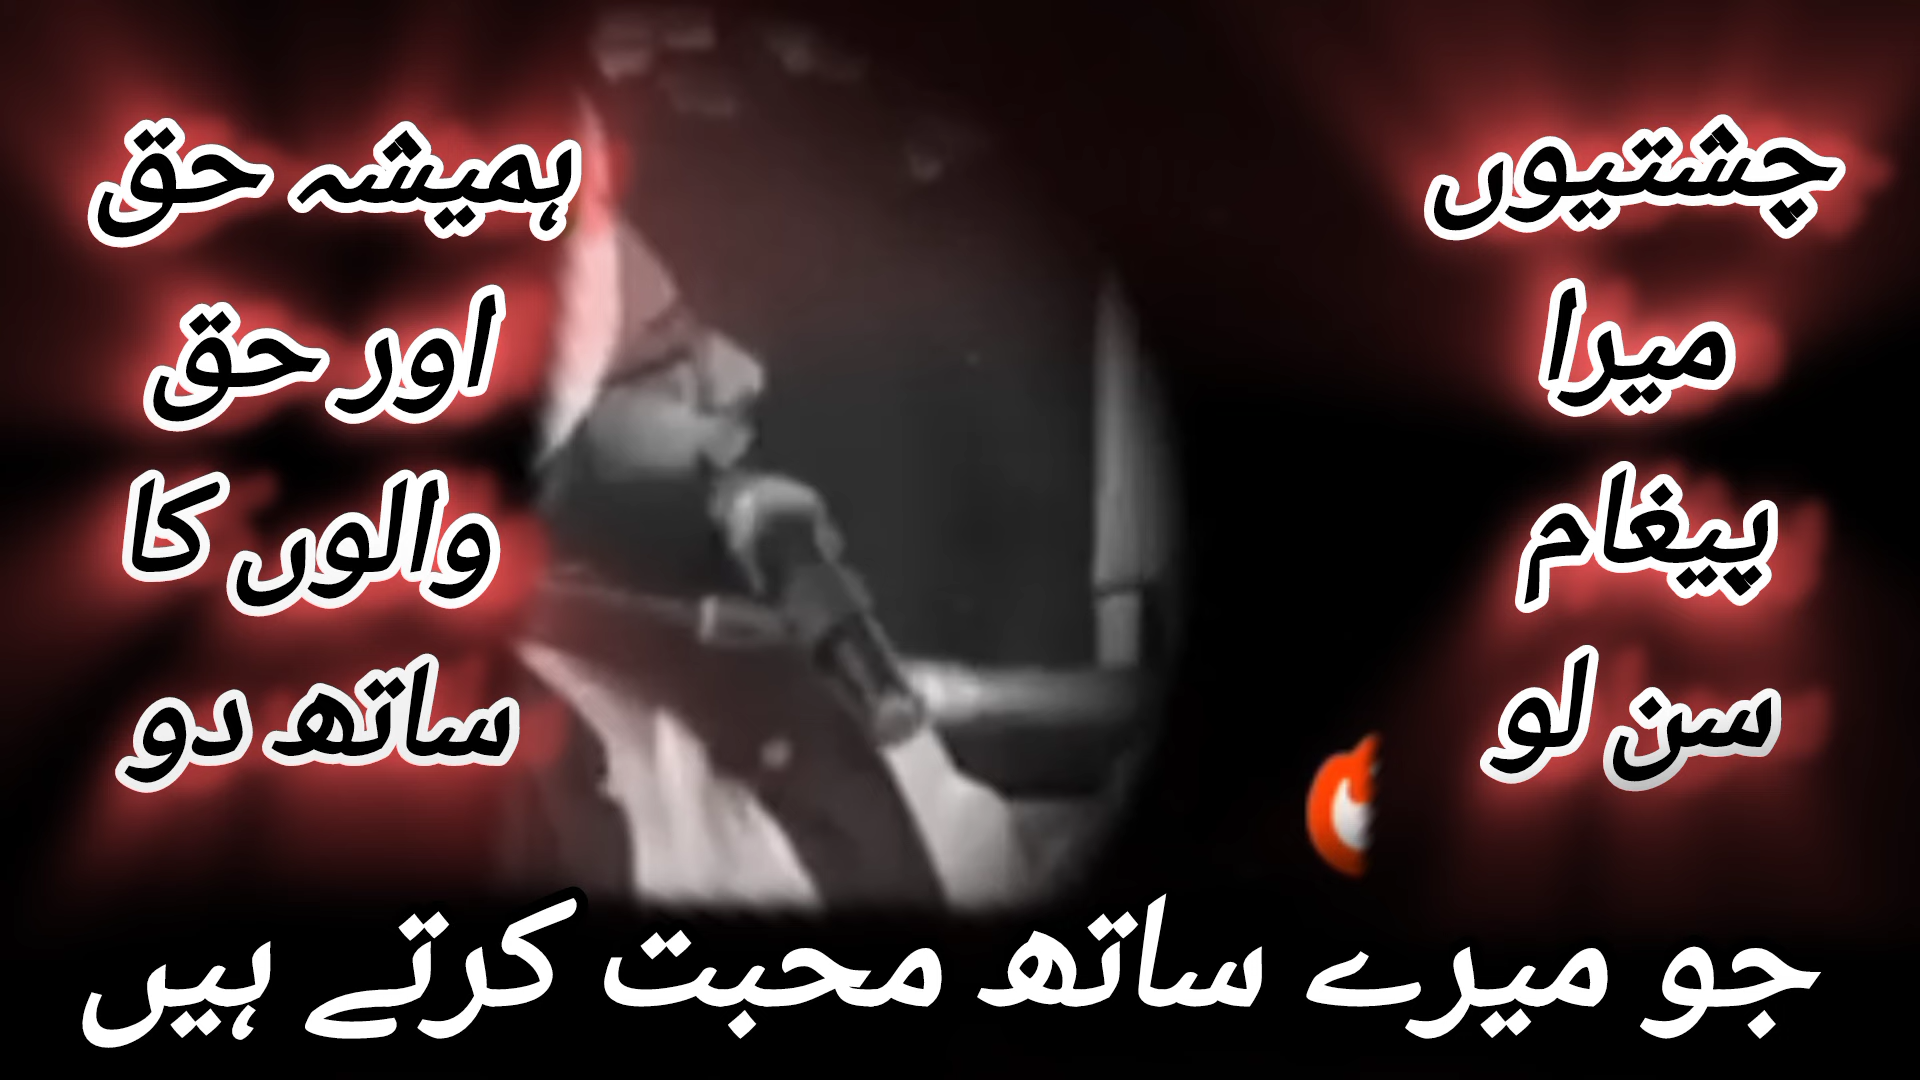 چشتیوں
میرا
پیغام
سن لو
ہمیشہ حق
اور حق
والوں کا
ساتھ دو
جو میرے ساتھ محبت کرتے ہیں